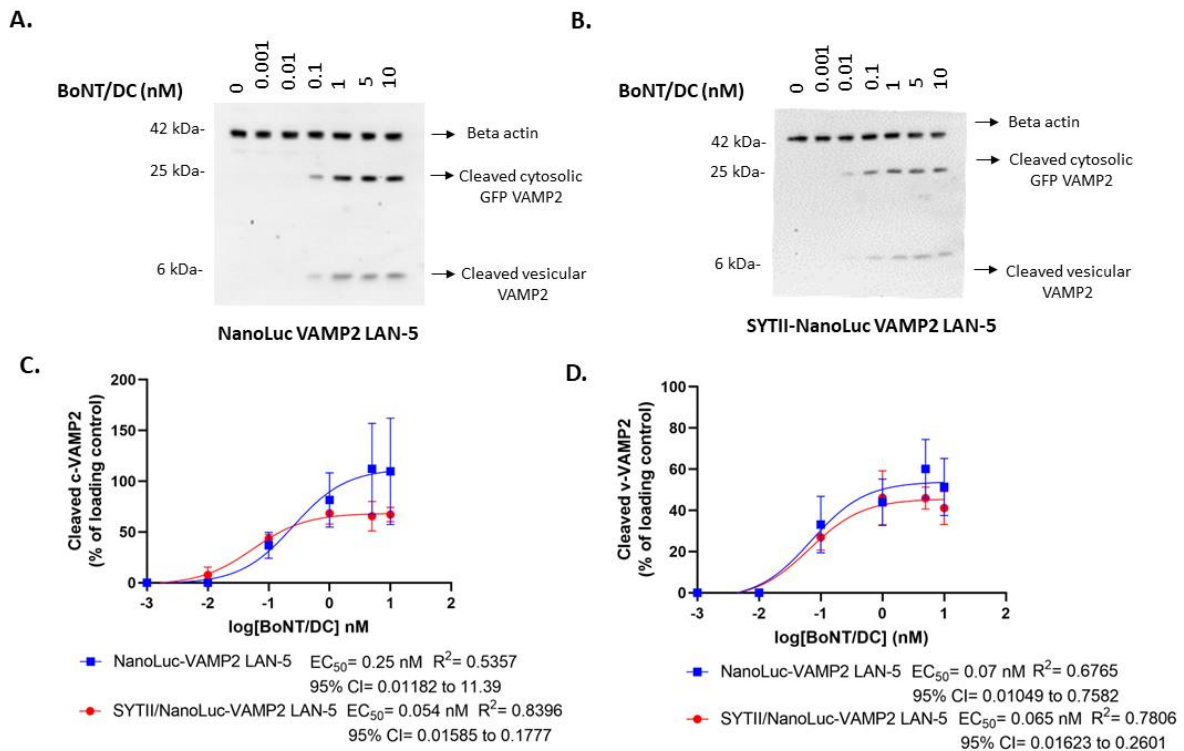 A.
BoNT/DC (nM)
0 0.001 0.01 0.1 1 5 10
42 kDa-
25 kDa-
6 kDa-
Beta actin
Cleaved cytosolic
GFP VAMP2
Cleaved vesicular
VAMP2
NanoLuc VAMP2 LAN-5
B.
BoNT/DC (nM)
0 0.001 0.01 0.1 1 5 10
42 kDa-
25 kDa-
6 kDa-
Beta actin
Cleaved cytosolic
GFP VAMP2
Cleaved vesicular
VAMP2
SYTII-NanoLuc VAMP2 LAN-5
C.
Cleaved c-VAMP2
(% of loading control)
200
150
100
50
0
-3 -2 -1 0 1 2
log[BoNT/DC] nM
NanoLuc-VAMP2 LAN-5 EC50= 0.25 nM R2= 0.5357
95% CI= 0.01182 to 11.39
SYTII/NanoLuc-VAMP2 LAN-5 EC50= 0.054 nM R2= 0.8396
95% CI= 0.01585 to 0.1777
D.
Cleaved v-VAMP2
(% of loading control)
100
80
60
40
20
0
-3 -2 -1 0 1 2
log[BoNT/DC] (nM)
NanoLuc-VAMP2 LAN-5 EC50= 0.07 nM R2= 0.6765
95% CI= 0.01049 to 0.7582
SYTII/NanoLuc-VAMP2 LAN-5 EC50= 0.065 nM R2= 0.7806
95% CI= 0.01623 to 0.2601